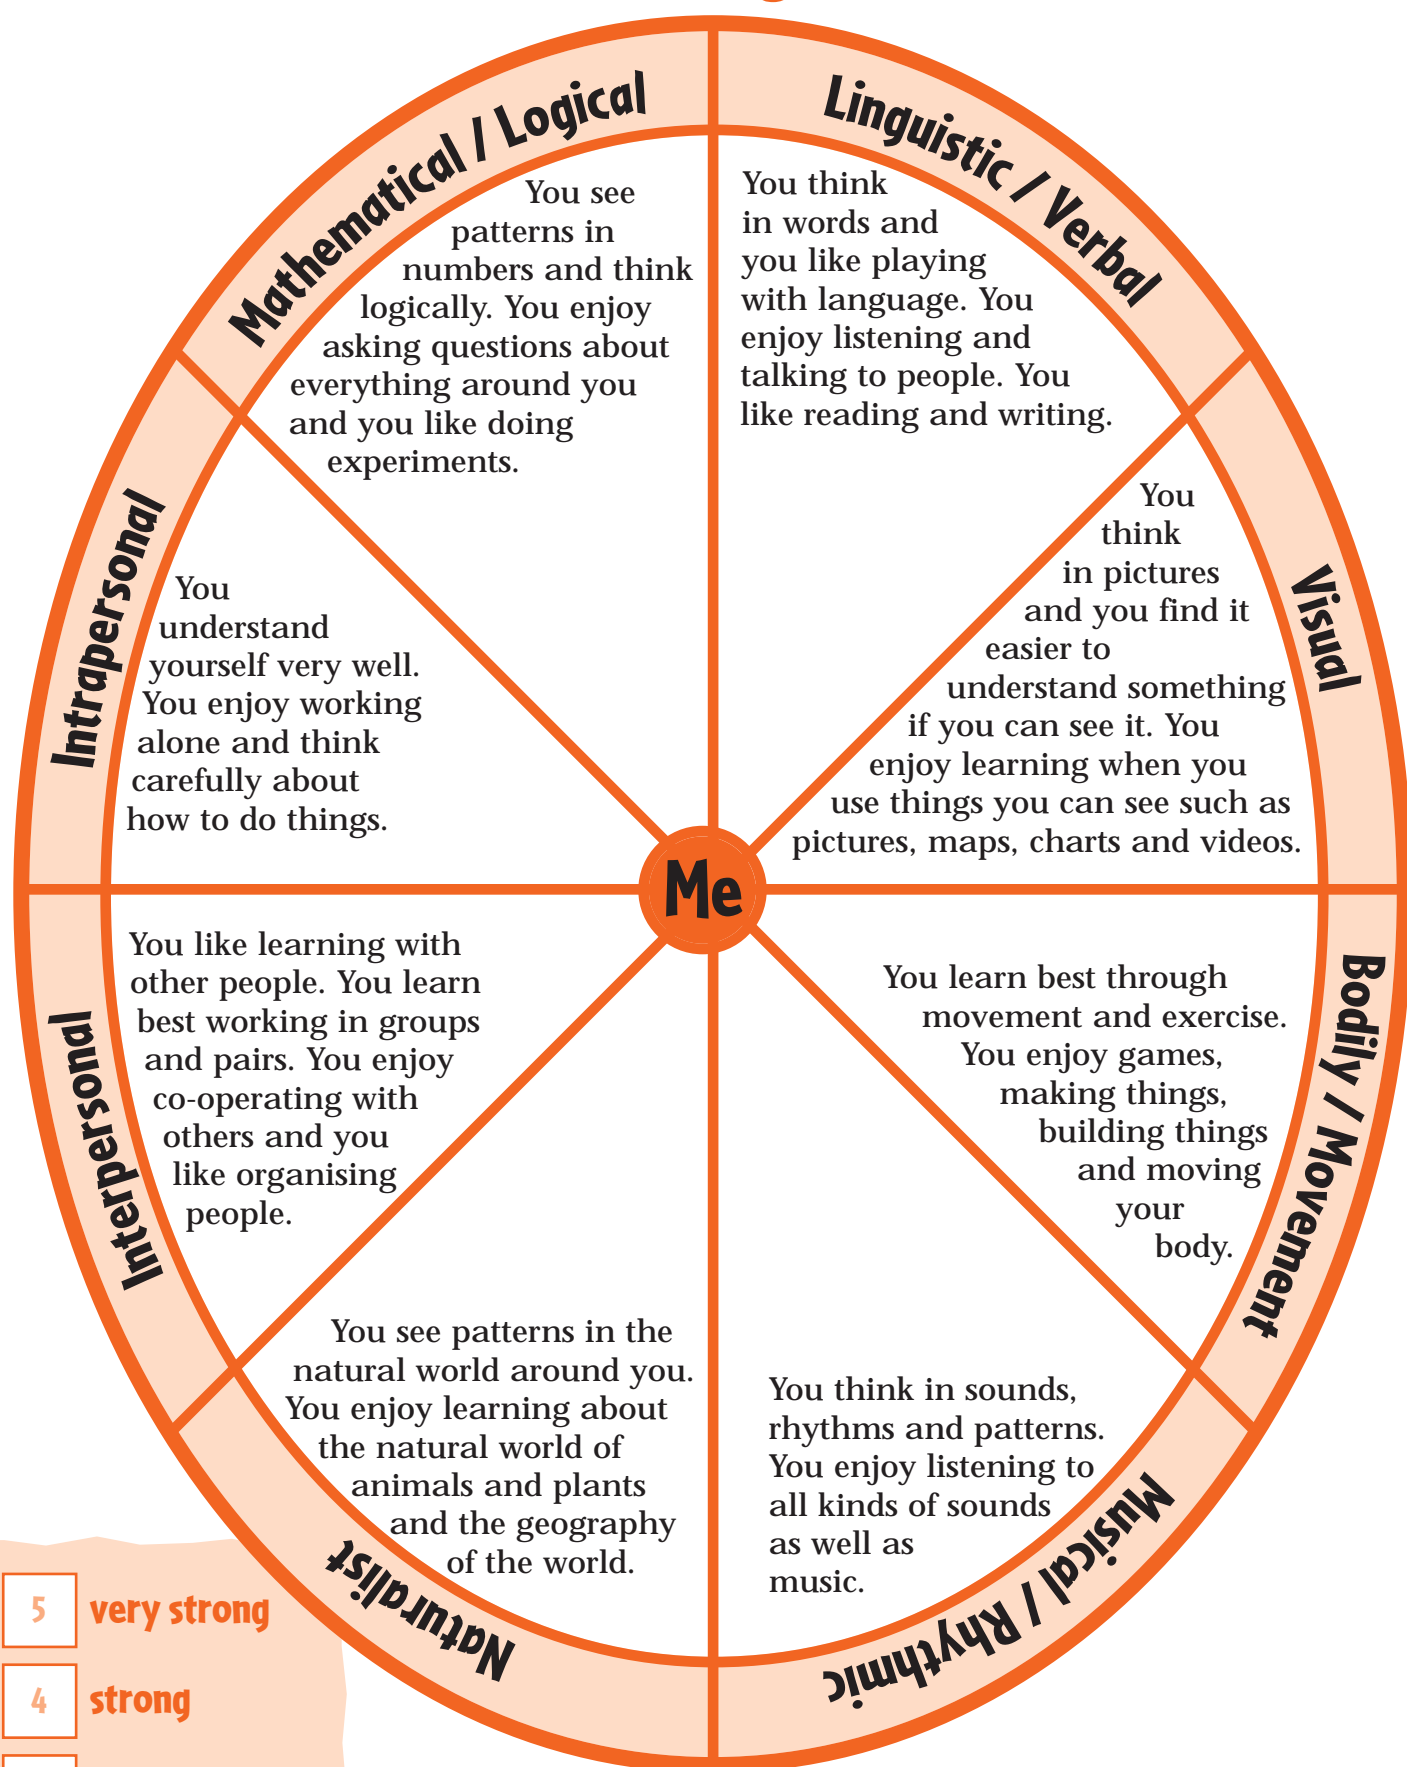 Mathematical / Logical
You see
patterns in
numbers and think
logically. You enjoy
asking questions about
everything around you
and you like doing
experiments.
Linguistic / Verbal
You think
in words and
you like playing
with language. You
enjoy listening and
talking to people. You
like reading and writing.
Visual
You
think
in pictures
and you find it
easier to
understand something
if you can see it. You
enjoy learning when you
use things you can see such as
pictures, maps, charts and videos.
Bodily / Movement
You learn best through
movement and exercise.
You enjoy games,
making things,
building things
and moving
your
body.
Musical / Rhythmic
You think in sounds,
rhythms and patterns.
You enjoy listening to
all kinds of sounds
as well as
music.
Naturalist
You see patterns in the
natural world around you.
You enjoy learning about
the natural world of
animals and plants
and the geography
of the world.
Interpersonal
You like learning with
other people. You learn
best working in groups
and pairs. You enjoy
co-operating with
others and you
like organising
people.
Intrapersonal
You
understand
yourself very well.
You enjoy working
alone and think
carefully about
how to do things.
Me
5 very strong
4 strong